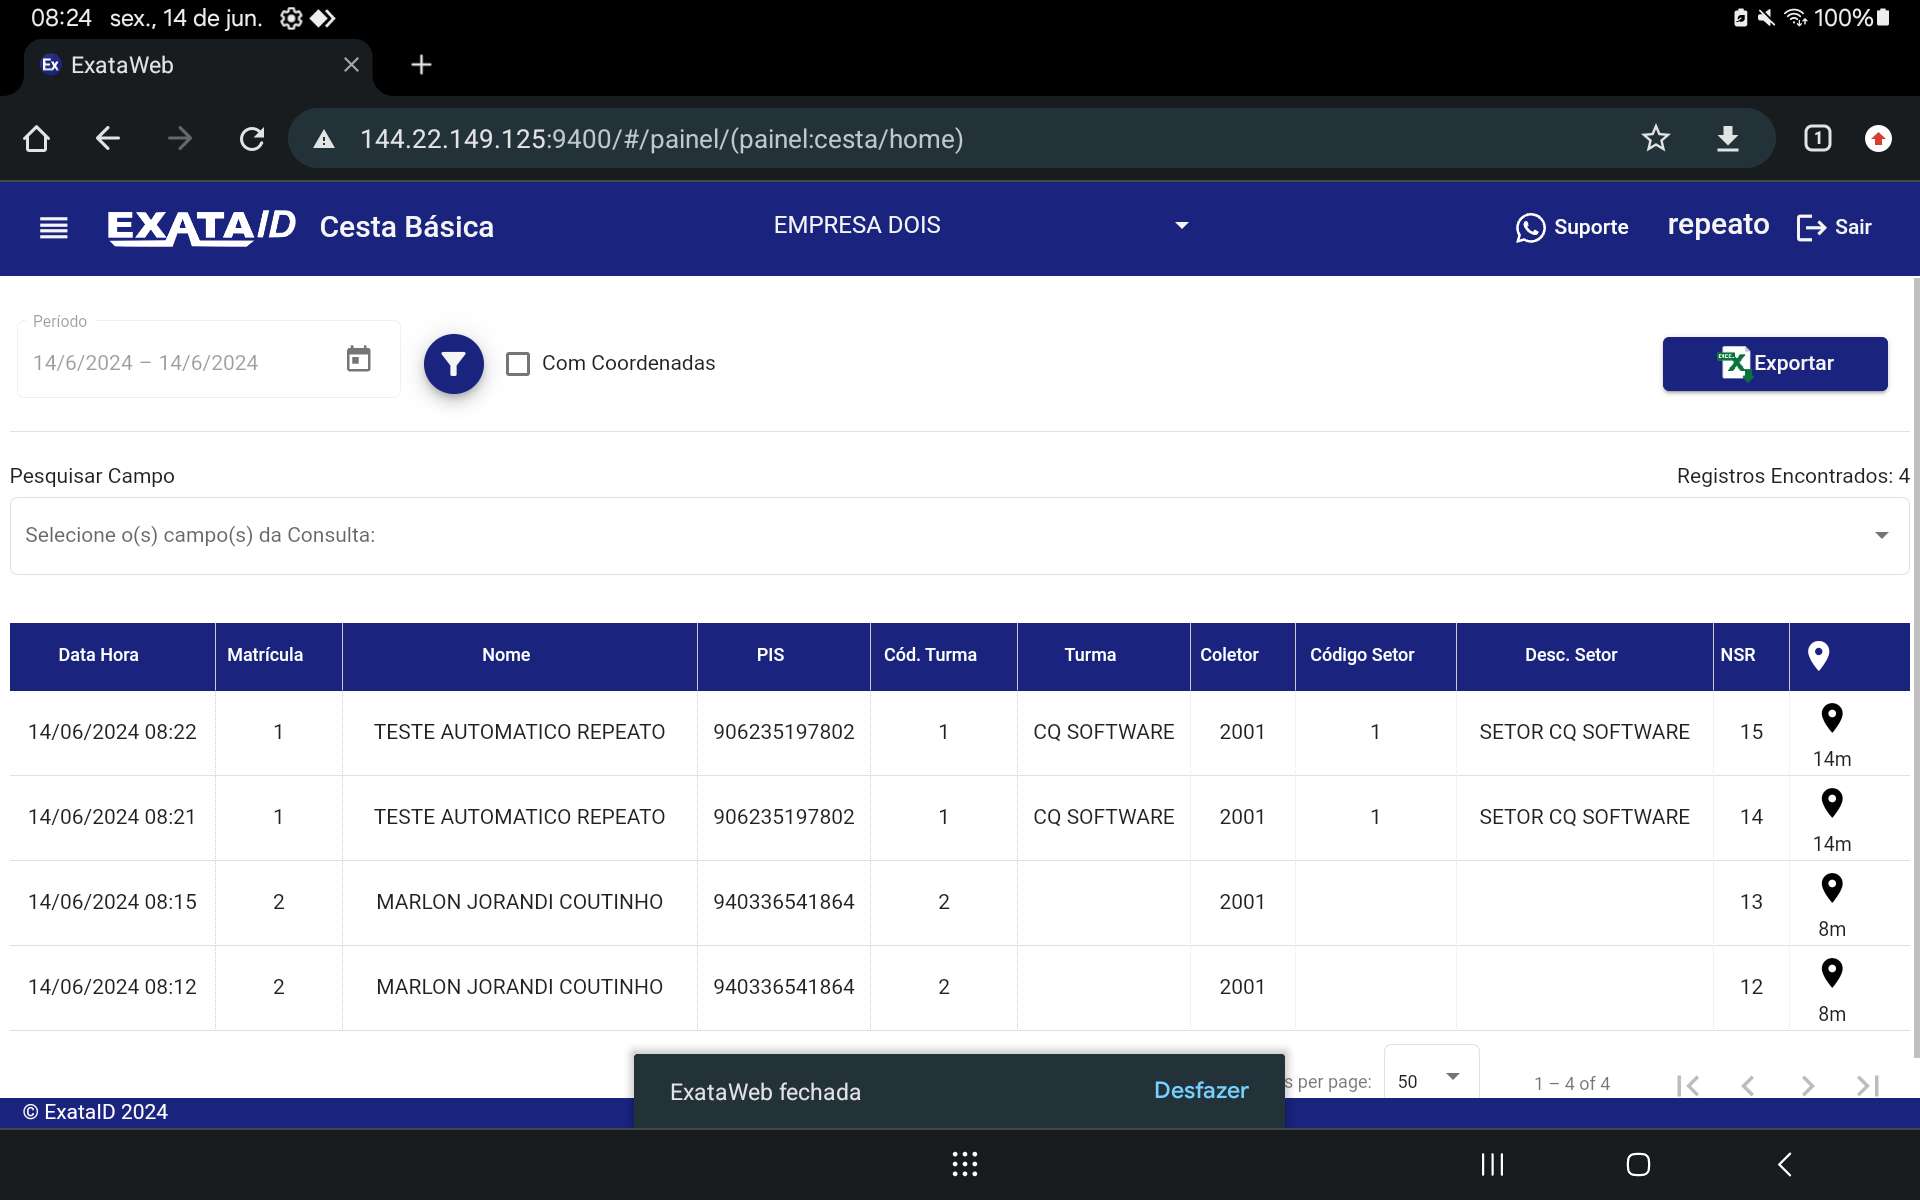 08:24 sex., 14 de jun. 100%
Ex ExataWeb
144.22.149.125:9400/#/painel/(painel:cesta/home) 1
EXATAID Cesta Básica EMPRESA DOIS Suporte repeato Sair
Período
14/6/2024 – 14/6/2024 Com Coordenadas Exportar
Pesquisar Campo Registros Encontrados: 4
Selecione o(s) campo(s) da Consulta:
Data Hora Matrícula Nome PIS Cód. Turma Turma Coletor Código Setor Desc. Setor NSR
14/06/2024 08:22 1 TESTE AUTOMATICO REPEATO 906235197802 1 CQ SOFTWARE 2001 1 SETOR CQ SOFTWARE 15 14m
14/06/2024 08:21 1 TESTE AUTOMATICO REPEATO 906235197802 1 CQ SOFTWARE 2001 1 SETOR CQ SOFTWARE 14 14m
14/06/2024 08:15 2 MARLON JORANDI COUTINHO 940336541864 2 2001 13 8m
14/06/2024 08:12 2 MARLON JORANDI COUTINHO 940336541864 2 2001 12 8m
s per page: 50 1 – 4 of 4
ExataWeb fechada Desfazer
© ExataID 2024